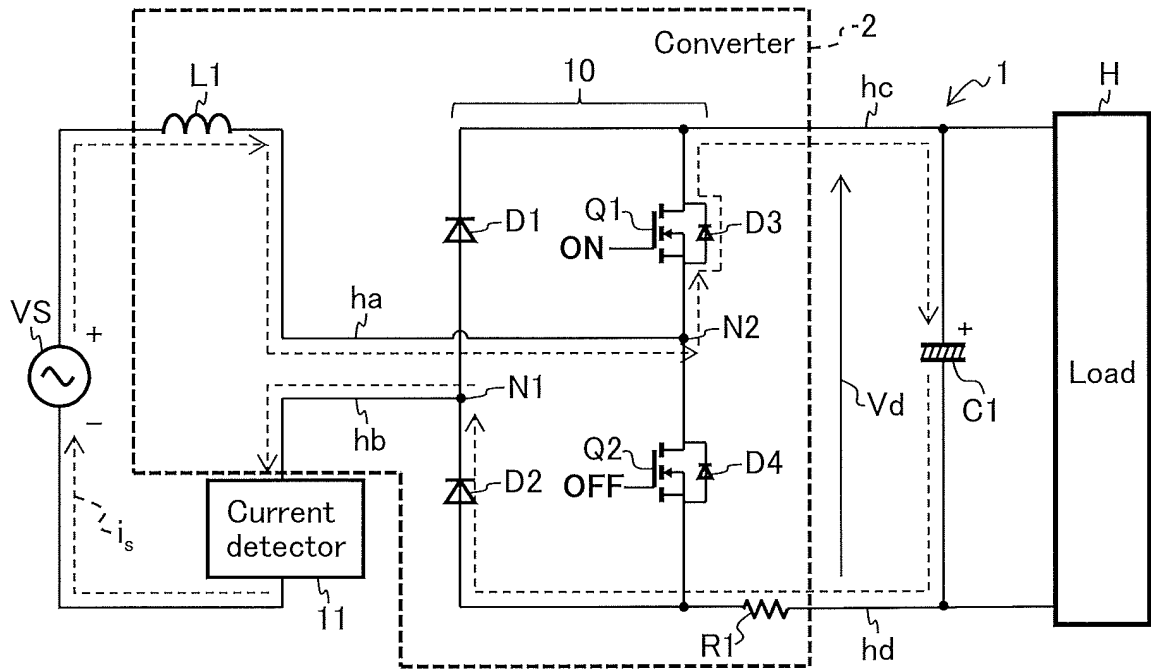 Converter
2
L1
10
hc
1
H
D1
Q1
ON
D3
VS
+
−
ha
N2
N1
hb
Vd
+
C1
Load
Q2
OFF
D4
D2
Current
detector
is
11
R1
hd